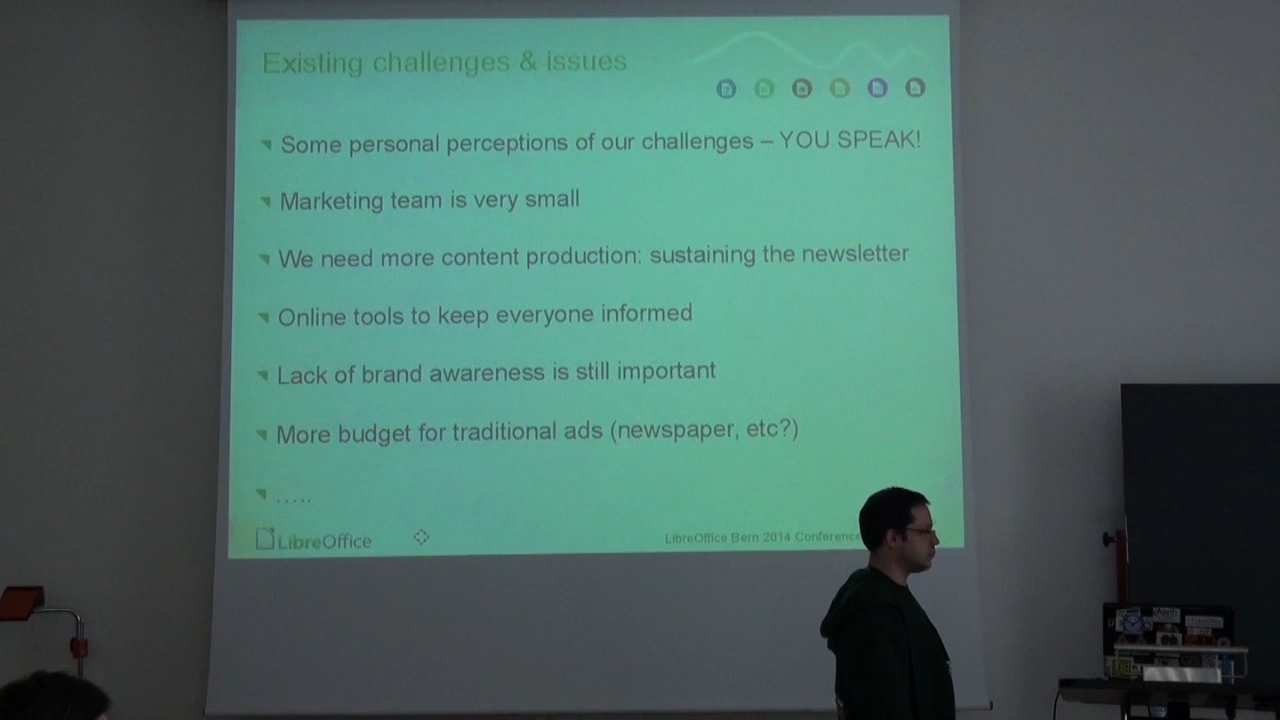 Existing challenges & issues
Some personal perceptions of our challenges – YOU SPEAK!
Marketing team is very small
We need more content production: sustaining the newsletter
Online tools to keep everyone informed
Lack of brand awareness is still important
More budget for traditional ads (newspaper, etc?)
.....
LibreOffice
LibreOffice Bern 2014 Conference